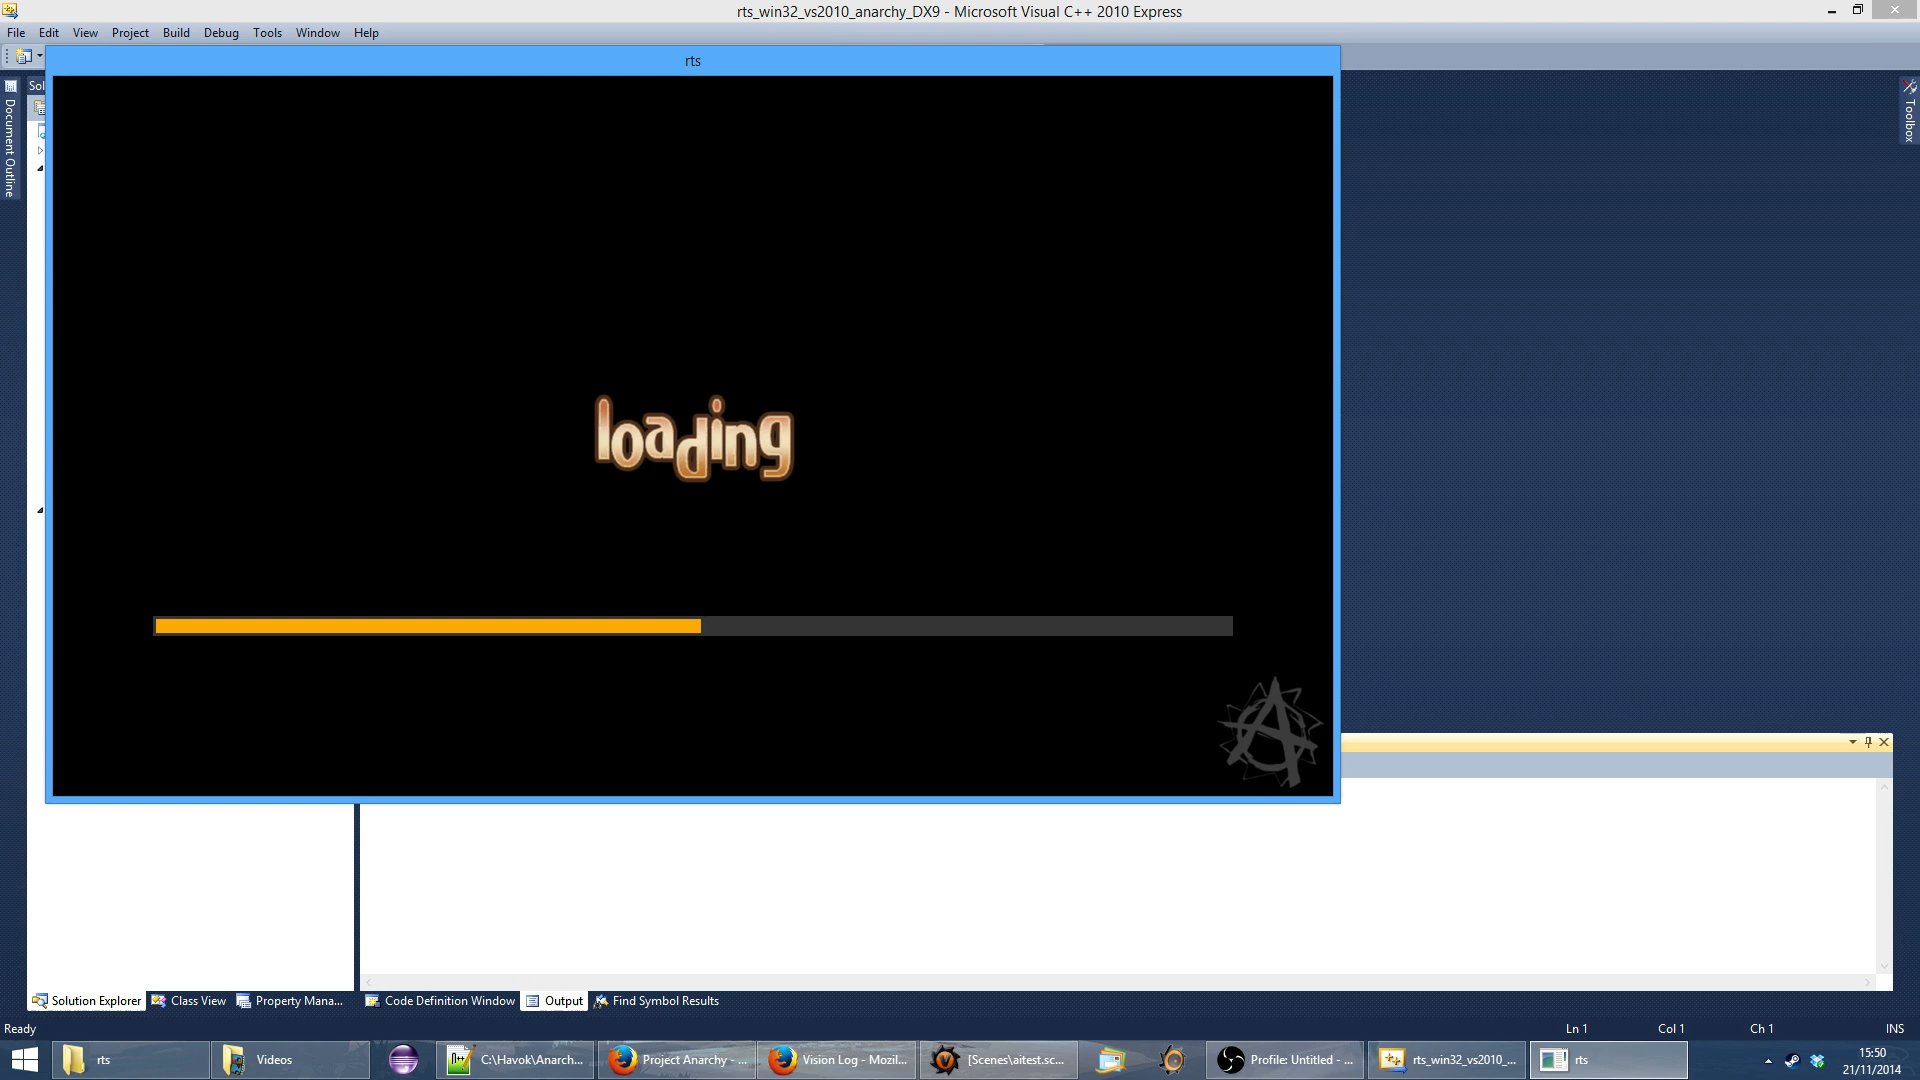 rts_win32_vs2010_anarchy_DX9 - Microsoft Visual C++ 2010 Express
File Edit View Project Build Debug Tools Window Help
rts
Sol
Document Outline
Toolbox
loading
Solution Explorer Class View Property Mana... Code Definition Window Output Find Symbol Results
Ready Ln 1 Col 1 Ch 1 INS
rts Videos C:\Havok\Anarch... Project Anarchy - ... Vision Log - Mozil... [Scenes\aitest.sc... Profile: Untitled - ... rts_win32_vs2010_... rts 15:50
21/11/2014